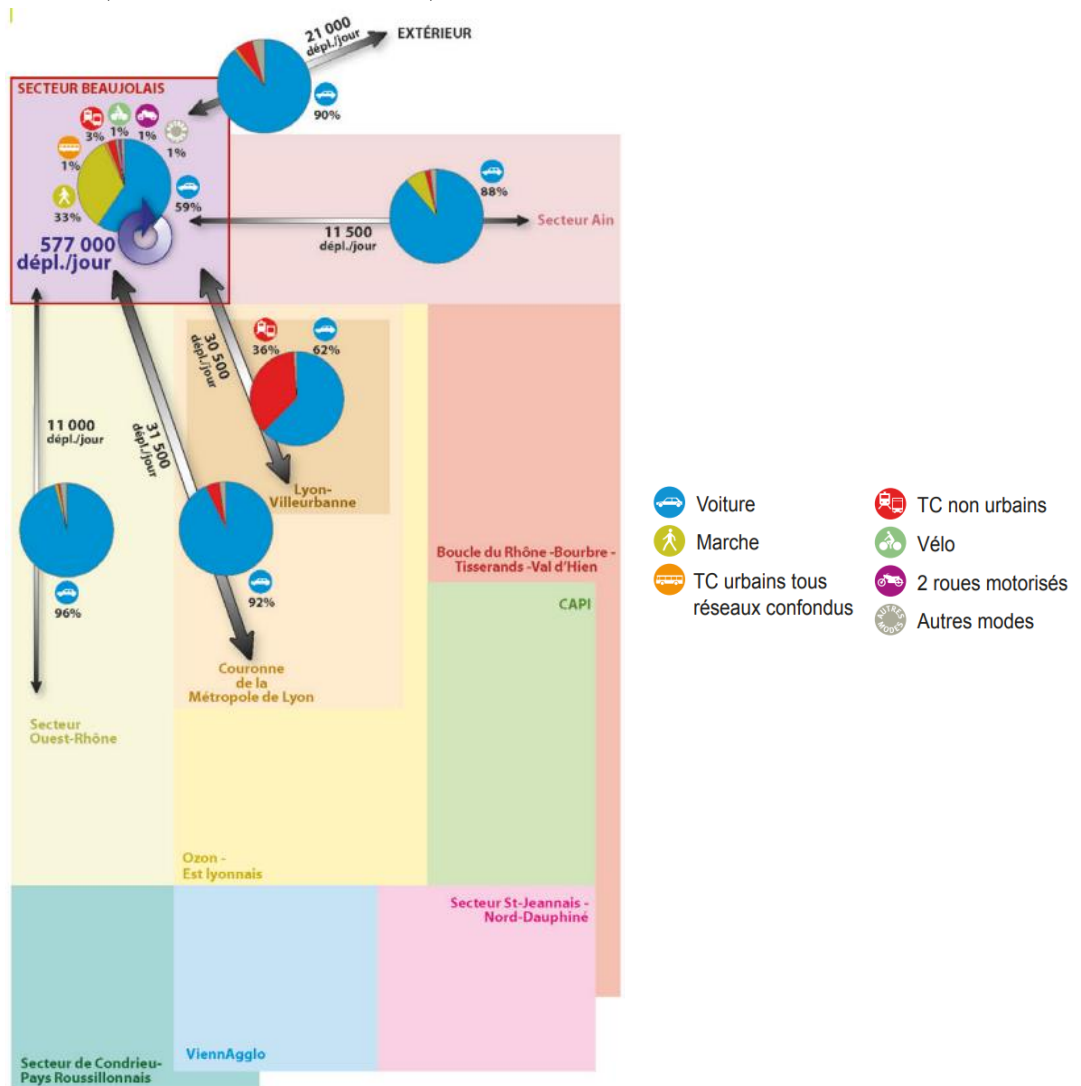 21 000
dépl./jour
EXTÉRIEUR
90%
SECTEUR BEAUJOLAIS
3%
1%
1%
1%
1%
33%
59%
577 000
dépl./jour
88%
Secteur Ain
11 500
dépl./jour
30 500
dépl./jour
36%
62%
Lyon-
Villeurbanne
11 000
dépl./jour
31 500
dépl./jour
96%
92%
Couronne
de la
Métropole de Lyon
Secteur
Ouest-Rhône
Boucle du Rhône -Bourbre -
Tisserands -Val d'Hien
CAPI
Ozon -
Est lyonnais
Secteur St-Jeannais -
Nord-Dauphiné
ViennAgglo
Secteur de Condrieu-
Pays Roussillonnais
Voiture
Marche
TC urbains tous
réseaux confondus
TC non urbains
Vélo
2 roues motorisés
AUTRES
MODES
Autres modes